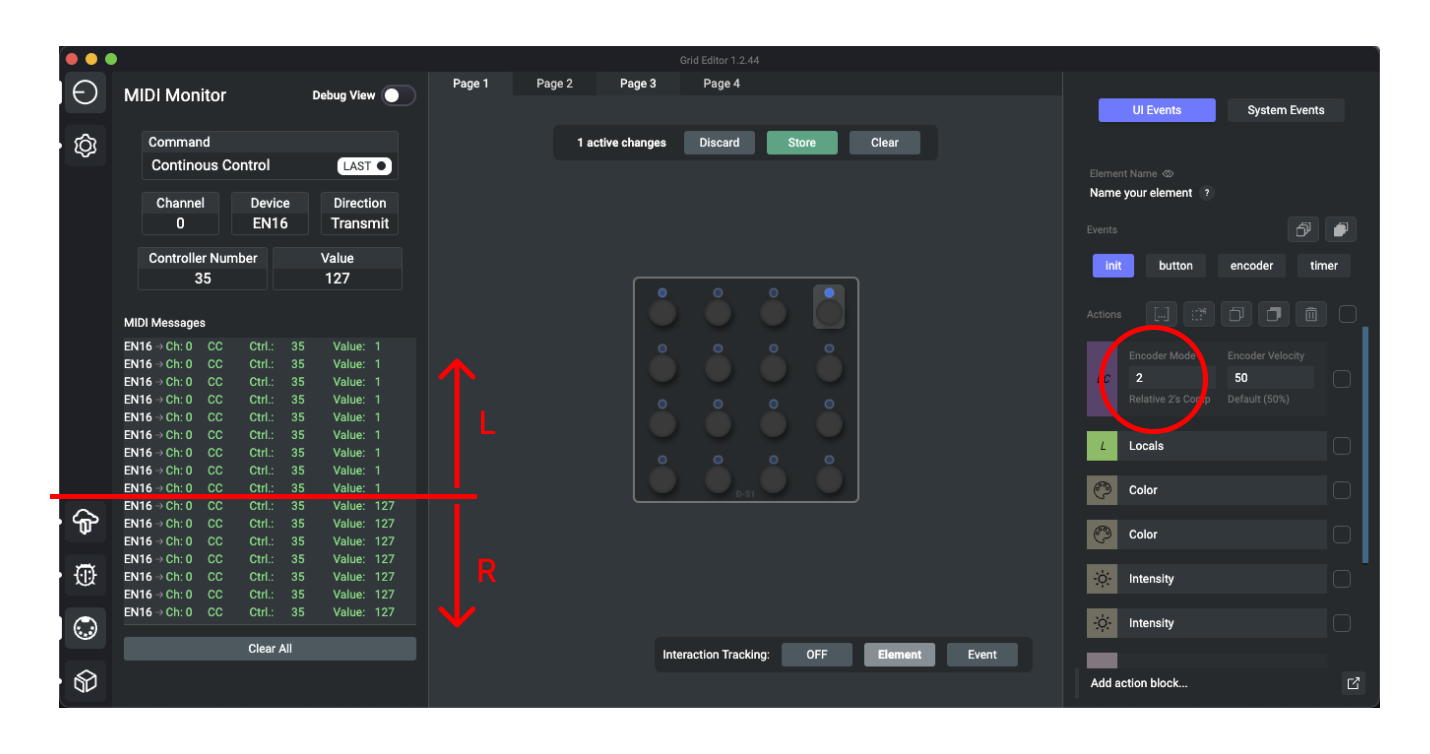 Grid Editor 1.2.44
MIDI Monitor
Debug View
Command
Continous Control
LAST
Channel
Device
Direction
0
EN16
Transmit
Controller Number
Value
35
127
MIDI Messages
EN16 → Ch: 0 CC Ctrl.: 35 Value: 1
EN16 → Ch: 0 CC Ctrl.: 35 Value: 1
EN16 → Ch: 0 CC Ctrl.: 35 Value: 1
EN16 → Ch: 0 CC Ctrl.: 35 Value: 1
EN16 → Ch: 0 CC Ctrl.: 35 Value: 1
EN16 → Ch: 0 CC Ctrl.: 35 Value: 1
EN16 → Ch: 0 CC Ctrl.: 35 Value: 1
EN16 → Ch: 0 CC Ctrl.: 35 Value: 1
EN16 → Ch: 0 CC Ctrl.: 35 Value: 1
EN16 → Ch: 0 CC Ctrl.: 35 Value: 127
EN16 → Ch: 0 CC Ctrl.: 35 Value: 127
EN16 → Ch: 0 CC Ctrl.: 35 Value: 127
EN16 → Ch: 0 CC Ctrl.: 35 Value: 127
EN16 → Ch: 0 CC Ctrl.: 35 Value: 127
EN16 → Ch: 0 CC Ctrl.: 35 Value: 127
EN16 → Ch: 0 CC Ctrl.: 35 Value: 127
Clear All
L
R
Page 1
Page 2
Page 3
Page 4
1 active changes
Discard
Store
Clear
Interaction Tracking:
OFF
Element
Event
UI Events
System Events
Element Name
Name your element ?
Events
init
button
encoder
timer
Actions
Encoder Mode
Encoder Velocity
EC
2
50
Relative 2's Comp
Default (50%)
L
Locals
Color
Color
Intensity
Intensity
Add action block...